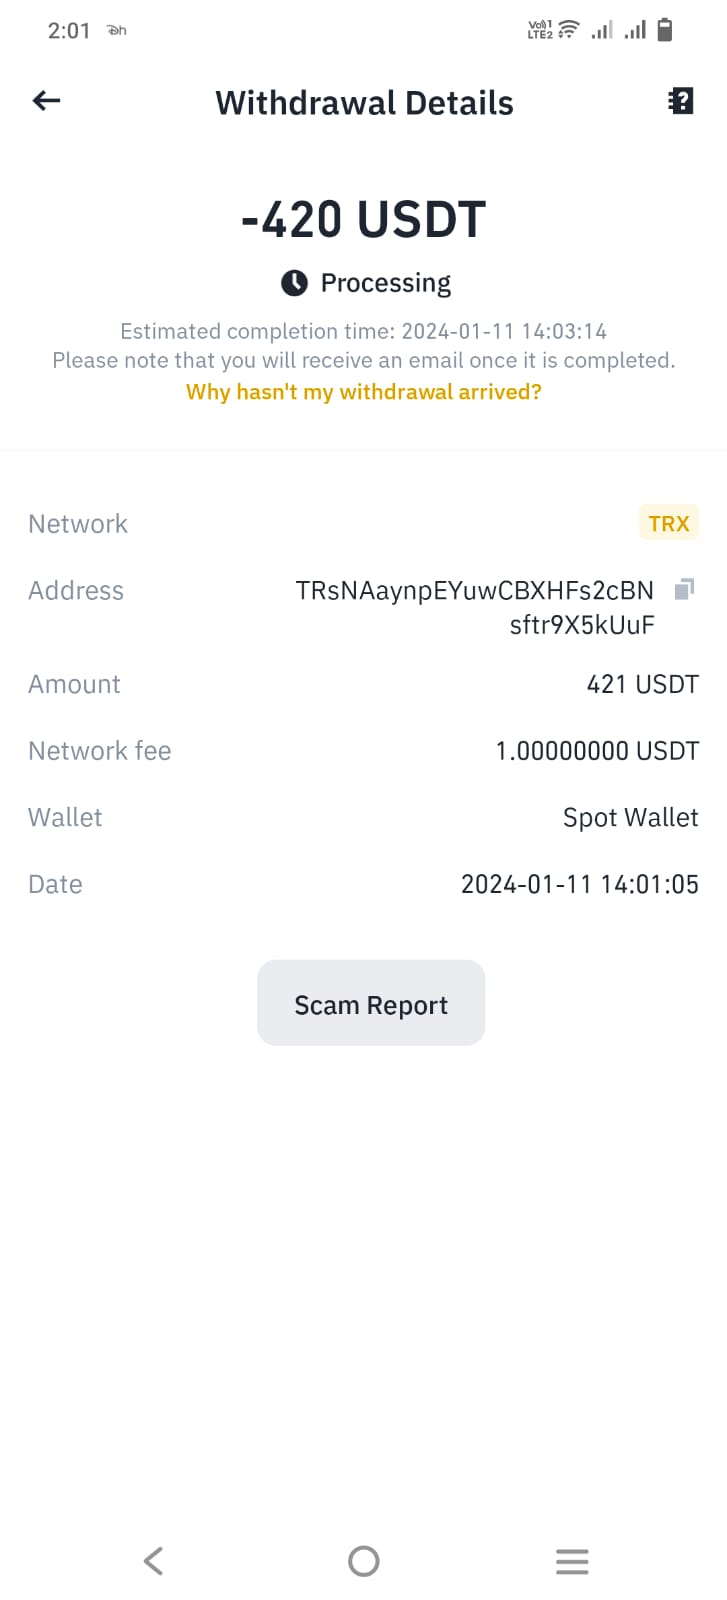 2:01
Vo) 1
LTE2
Withdrawal Details
?
-420 USDT
Processing
Estimated completion time: 2024-01-11 14:03:14
Please note that you will receive an email once it is completed.
Why hasn't my withdrawal arrived?
Network TRX
Address TRsNAaynpEYuwCBXHFs2cBN
sftr9X5kUuF
Amount 421 USDT
Network fee 1.00000000 USDT
Wallet Spot Wallet
Date 2024-01-11 14:01:05
Scam Report